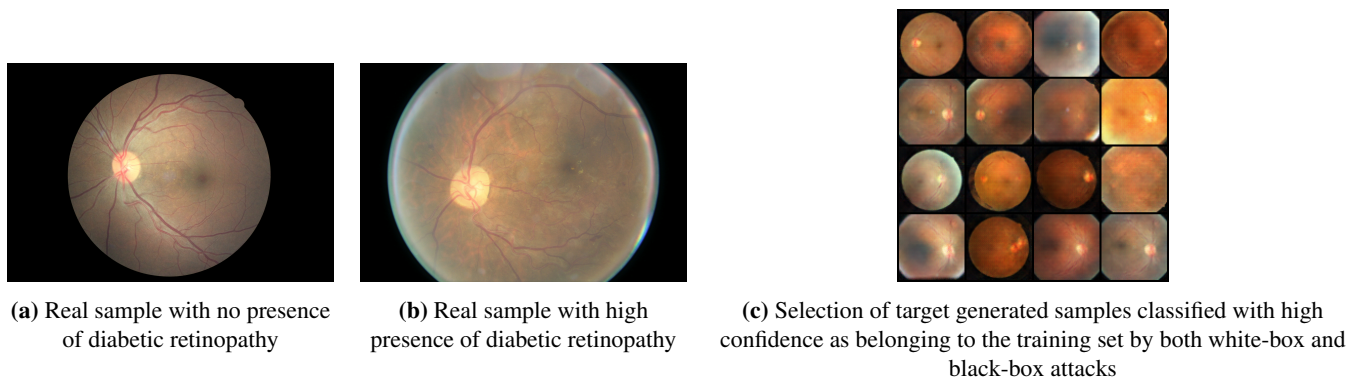 (a) Real sample with no presence
of diabetic retinopathy
(b) Real sample with high
presence of diabetic retinopathy
(c) Selection of target generated samples classified with high
confidence as belonging to the training set by both white-box and
black-box attacks